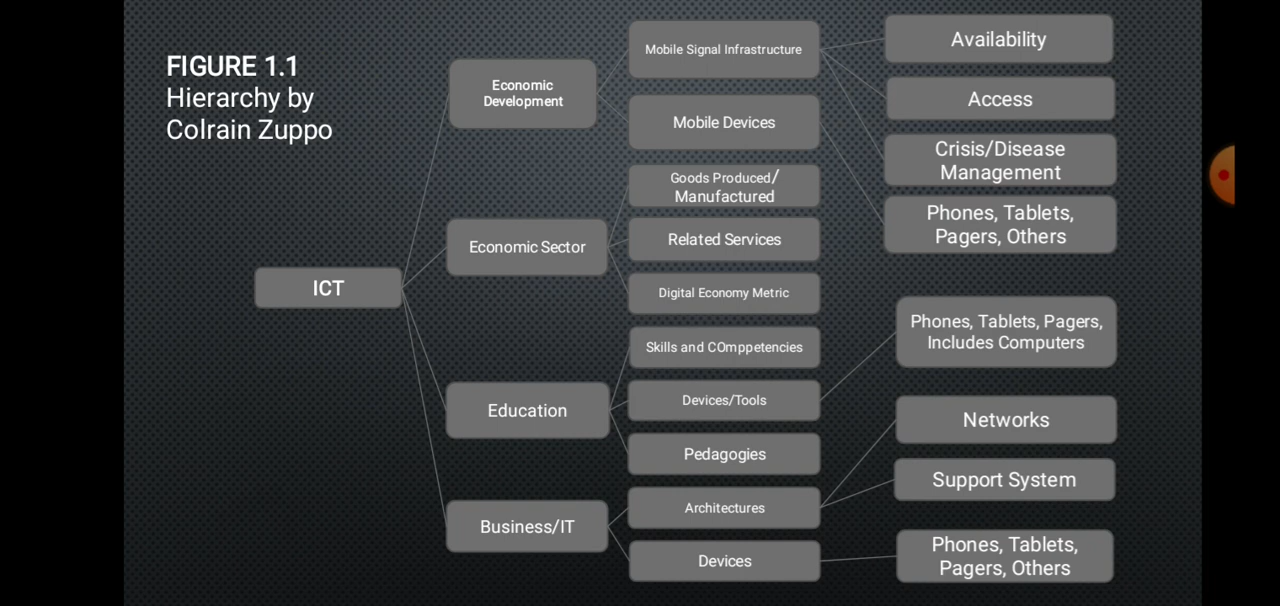 FIGURE 1.1
Hierarchy by
Colrain Zuppo
ICT
Economic
Development
Economic Sector
Education
Business/IT
Mobile Signal Infrastructure
Mobile Devices
Goods Produced/
Manufactured
Related Services
Digital Economy Metric
Skills and COmppetencies
Devices/Tools
Pedagogies
Architectures
Devices
Availability
Access
Crisis/Disease
Management
Phones, Tablets,
Pagers, Others
Phones, Tablets, Pagers,
Includes Computers
Networks
Support System
Phones, Tablets,
Pagers, Others